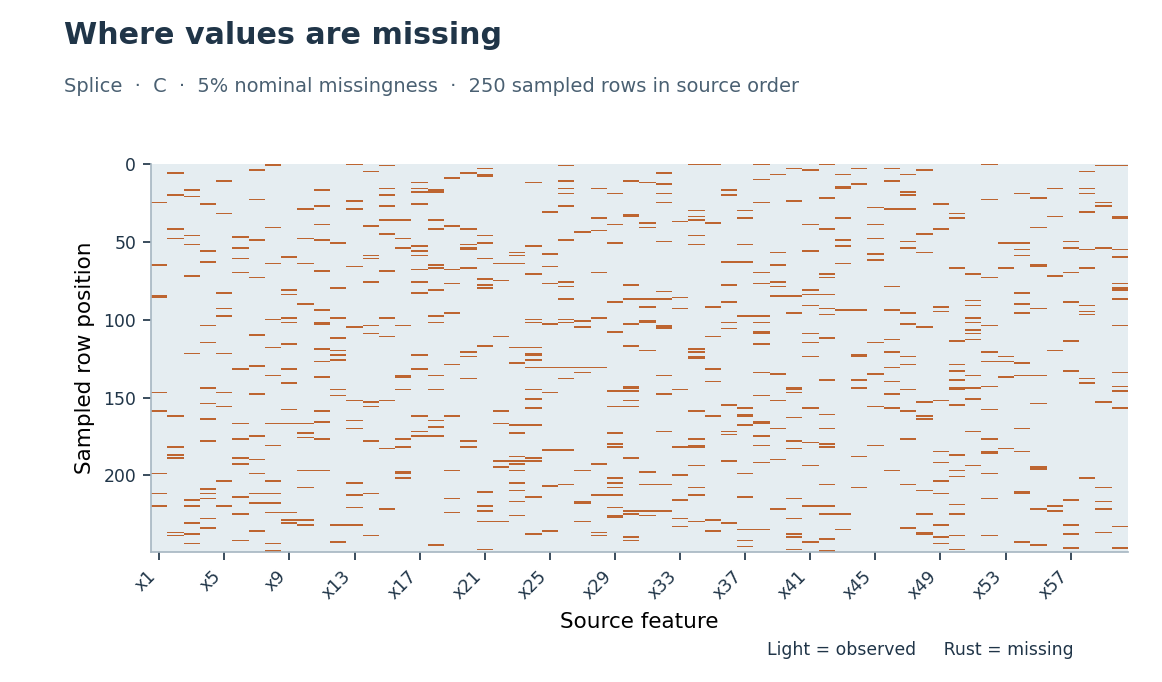 Where values are missing
Splice · C · 5% nominal missingness · 250 sampled rows in source order
0
50
100
150
200
Sampled row position
x1 x5 x9 x13 x17 x21 x25 x29 x33 x37 x41 x45 x49 x53 x57
Source feature
Light = observed Rust = missing